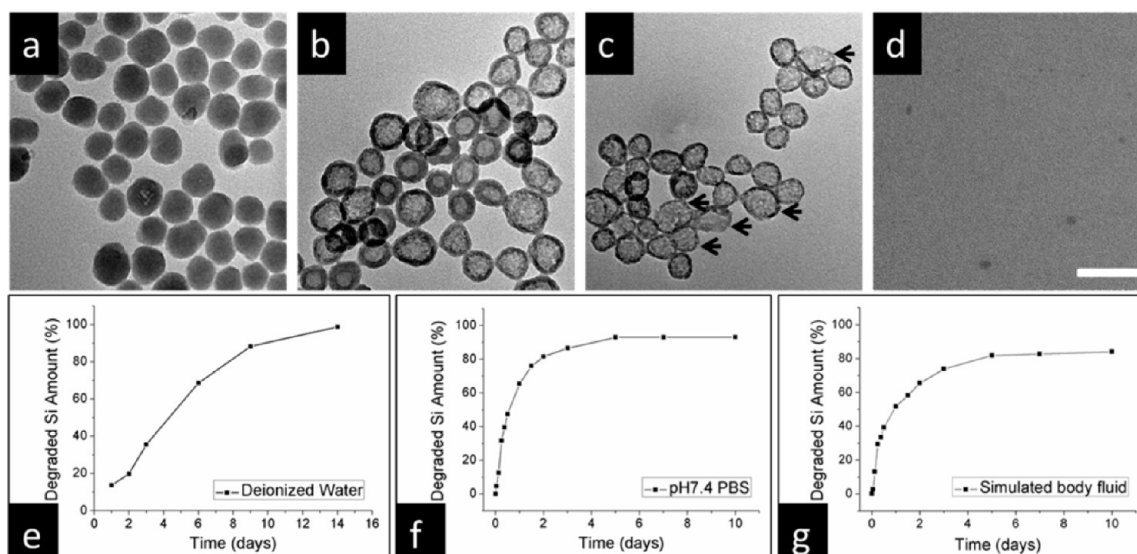 a
b
c
d
100
80
60
40
20
0
Degraded Si Amount (%)
Deionized Water
0 2 4 6 8 10 12 14 16
Time (days)
e
100
80
60
40
20
0
Degraded Si Amount (%)
pH7.4 PBS
0 2 4 6 8 10
Time (days)
f
100
80
60
40
20
0
Degraded Si Amount (%)
Simulated body fluid
0 2 4 6 8 10
Time (days)
g